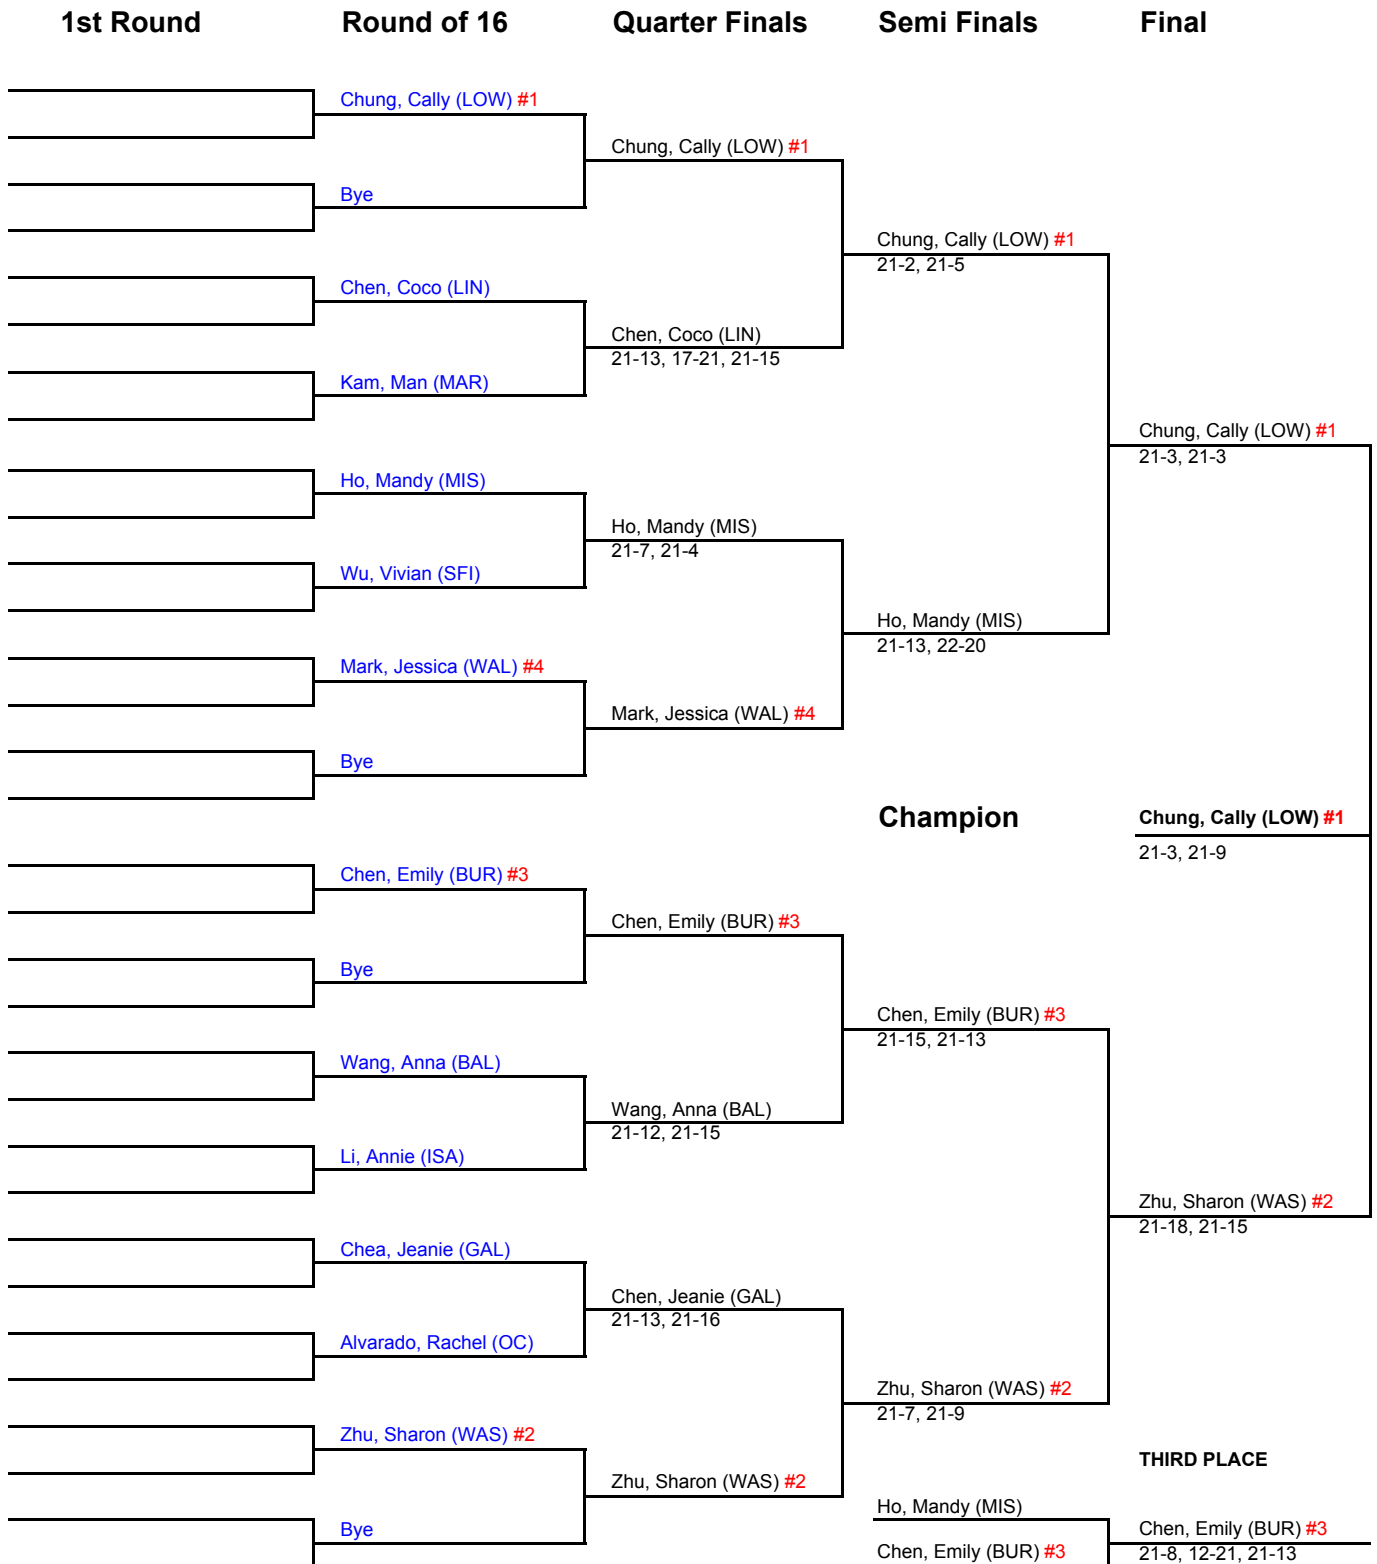 1st Round
Round of 16
Quarter Finals
Semi Finals
Final
Chung, Cally (LOW) #1
Chung, Cally (LOW) #1
Bye
Chung, Cally (LOW) #1
21-2, 21-5
Chen, Coco (LIN)
Chen, Coco (LIN)
21-13, 17-21, 21-15
Kam, Man (MAR)
Chung, Cally (LOW) #1
21-3, 21-3
Ho, Mandy (MIS)
Ho, Mandy (MIS)
21-7, 21-4
Wu, Vivian (SFI)
Ho, Mandy (MIS)
21-13, 22-20
Mark, Jessica (WAL) #4
Mark, Jessica (WAL) #4
Bye
Champion
Chung, Cally (LOW) #1
21-3, 21-9
Chen, Emily (BUR) #3
Chen, Emily (BUR) #3
Bye
Chen, Emily (BUR) #3
21-15, 21-13
Wang, Anna (BAL)
Wang, Anna (BAL)
21-12, 21-15
Li, Annie (ISA)
Zhu, Sharon (WAS) #2
21-18, 21-15
Chea, Jeanie (GAL)
Chen, Jeanie (GAL)
21-13, 21-16
Alvarado, Rachel (OC)
Zhu, Sharon (WAS) #2
21-7, 21-9
Zhu, Sharon (WAS) #2
THIRD PLACE
Zhu, Sharon (WAS) #2
Ho, Mandy (MIS)
Bye
Chen, Emily (BUR) #3
Chen, Emily (BUR) #3
21-8, 12-21, 21-13